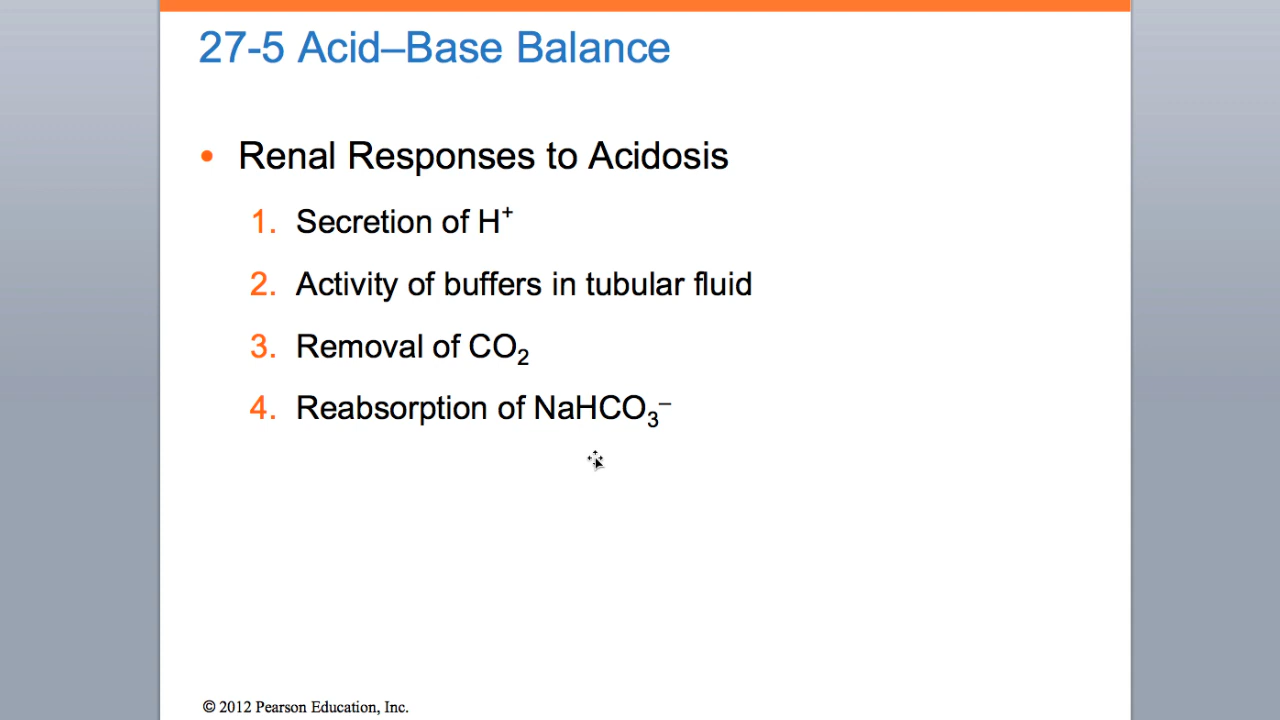 27-5 Acid–Base Balance
• Renal Responses to Acidosis
1. Secretion of H⁺
2. Activity of buffers in tubular fluid
3. Removal of CO₂
4. Reabsorption of NaHCO₃⁻
© 2012 Pearson Education, Inc.